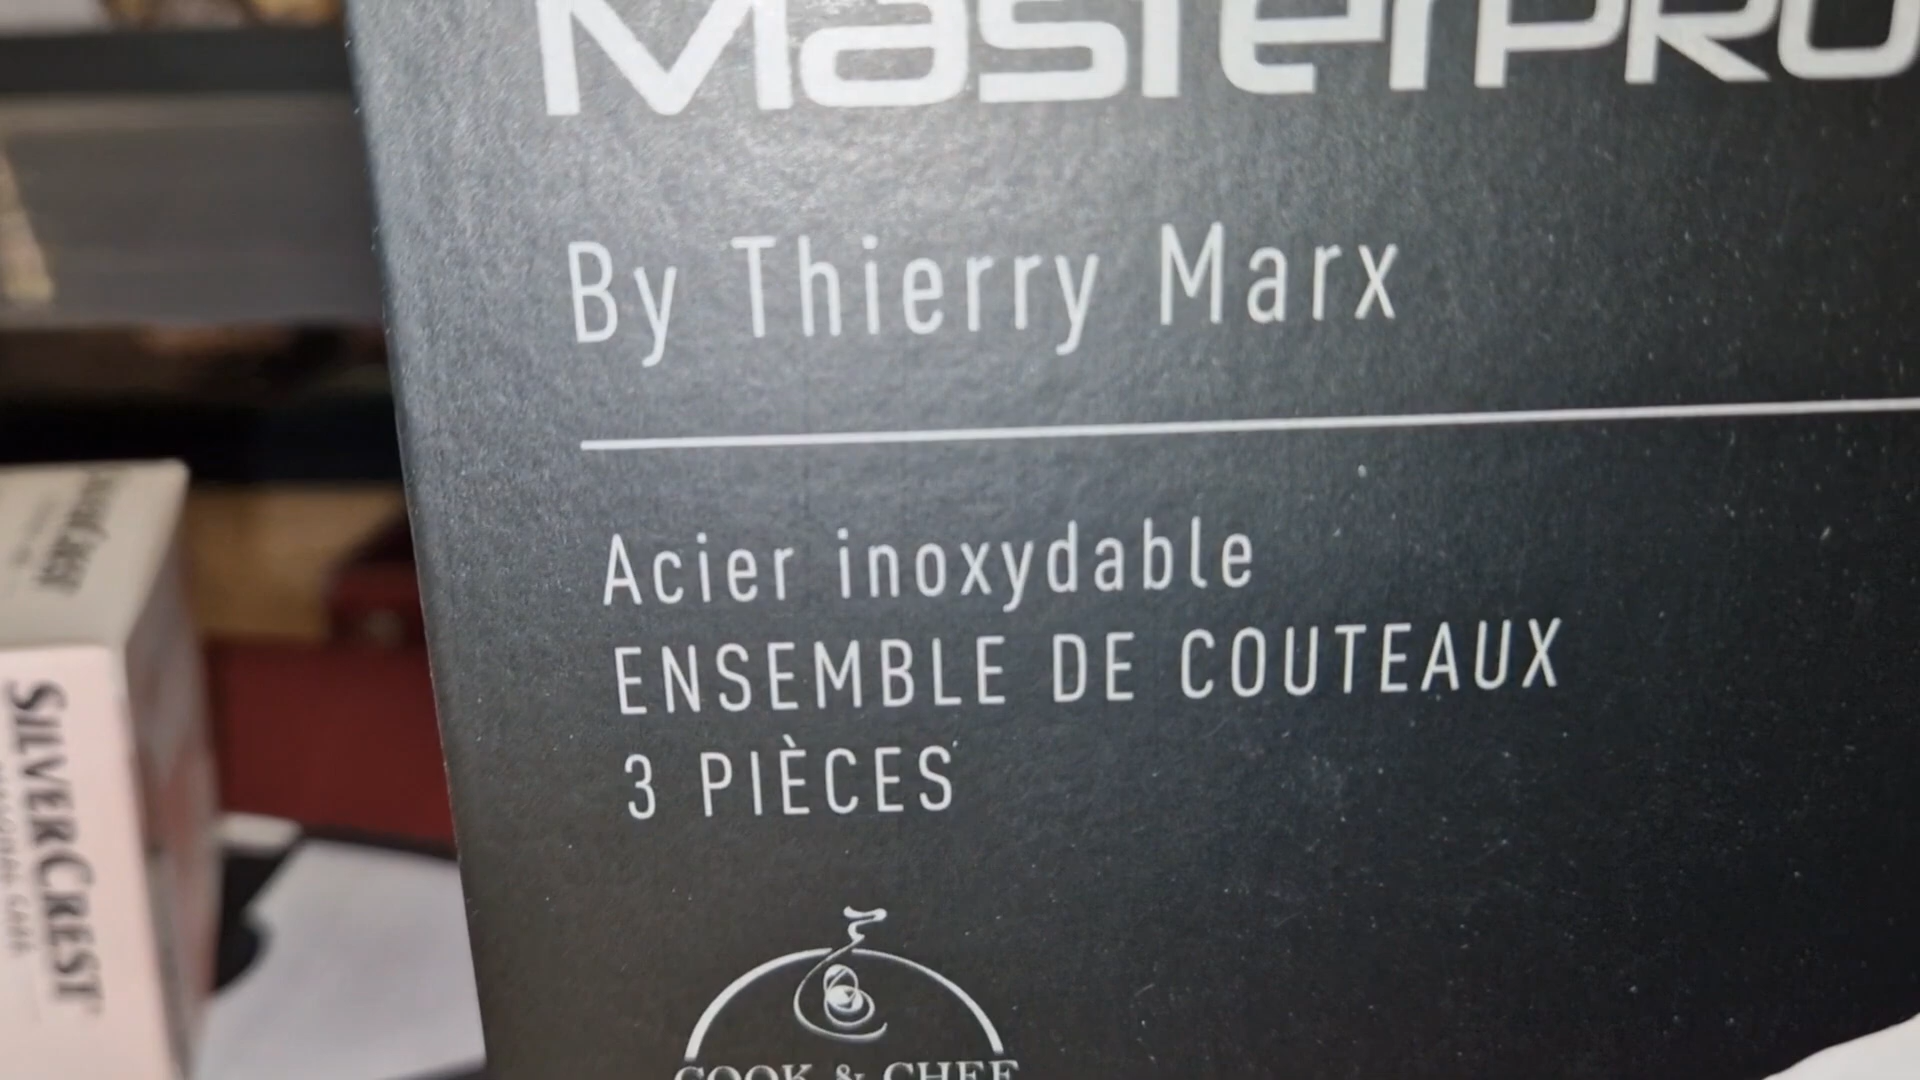 MasterPRO
By Thierry Marx
Acier inoxydable
ENSEMBLE DE COUTEAUX
3 PIÈCES
COOK & CHEF
SILVERCREST